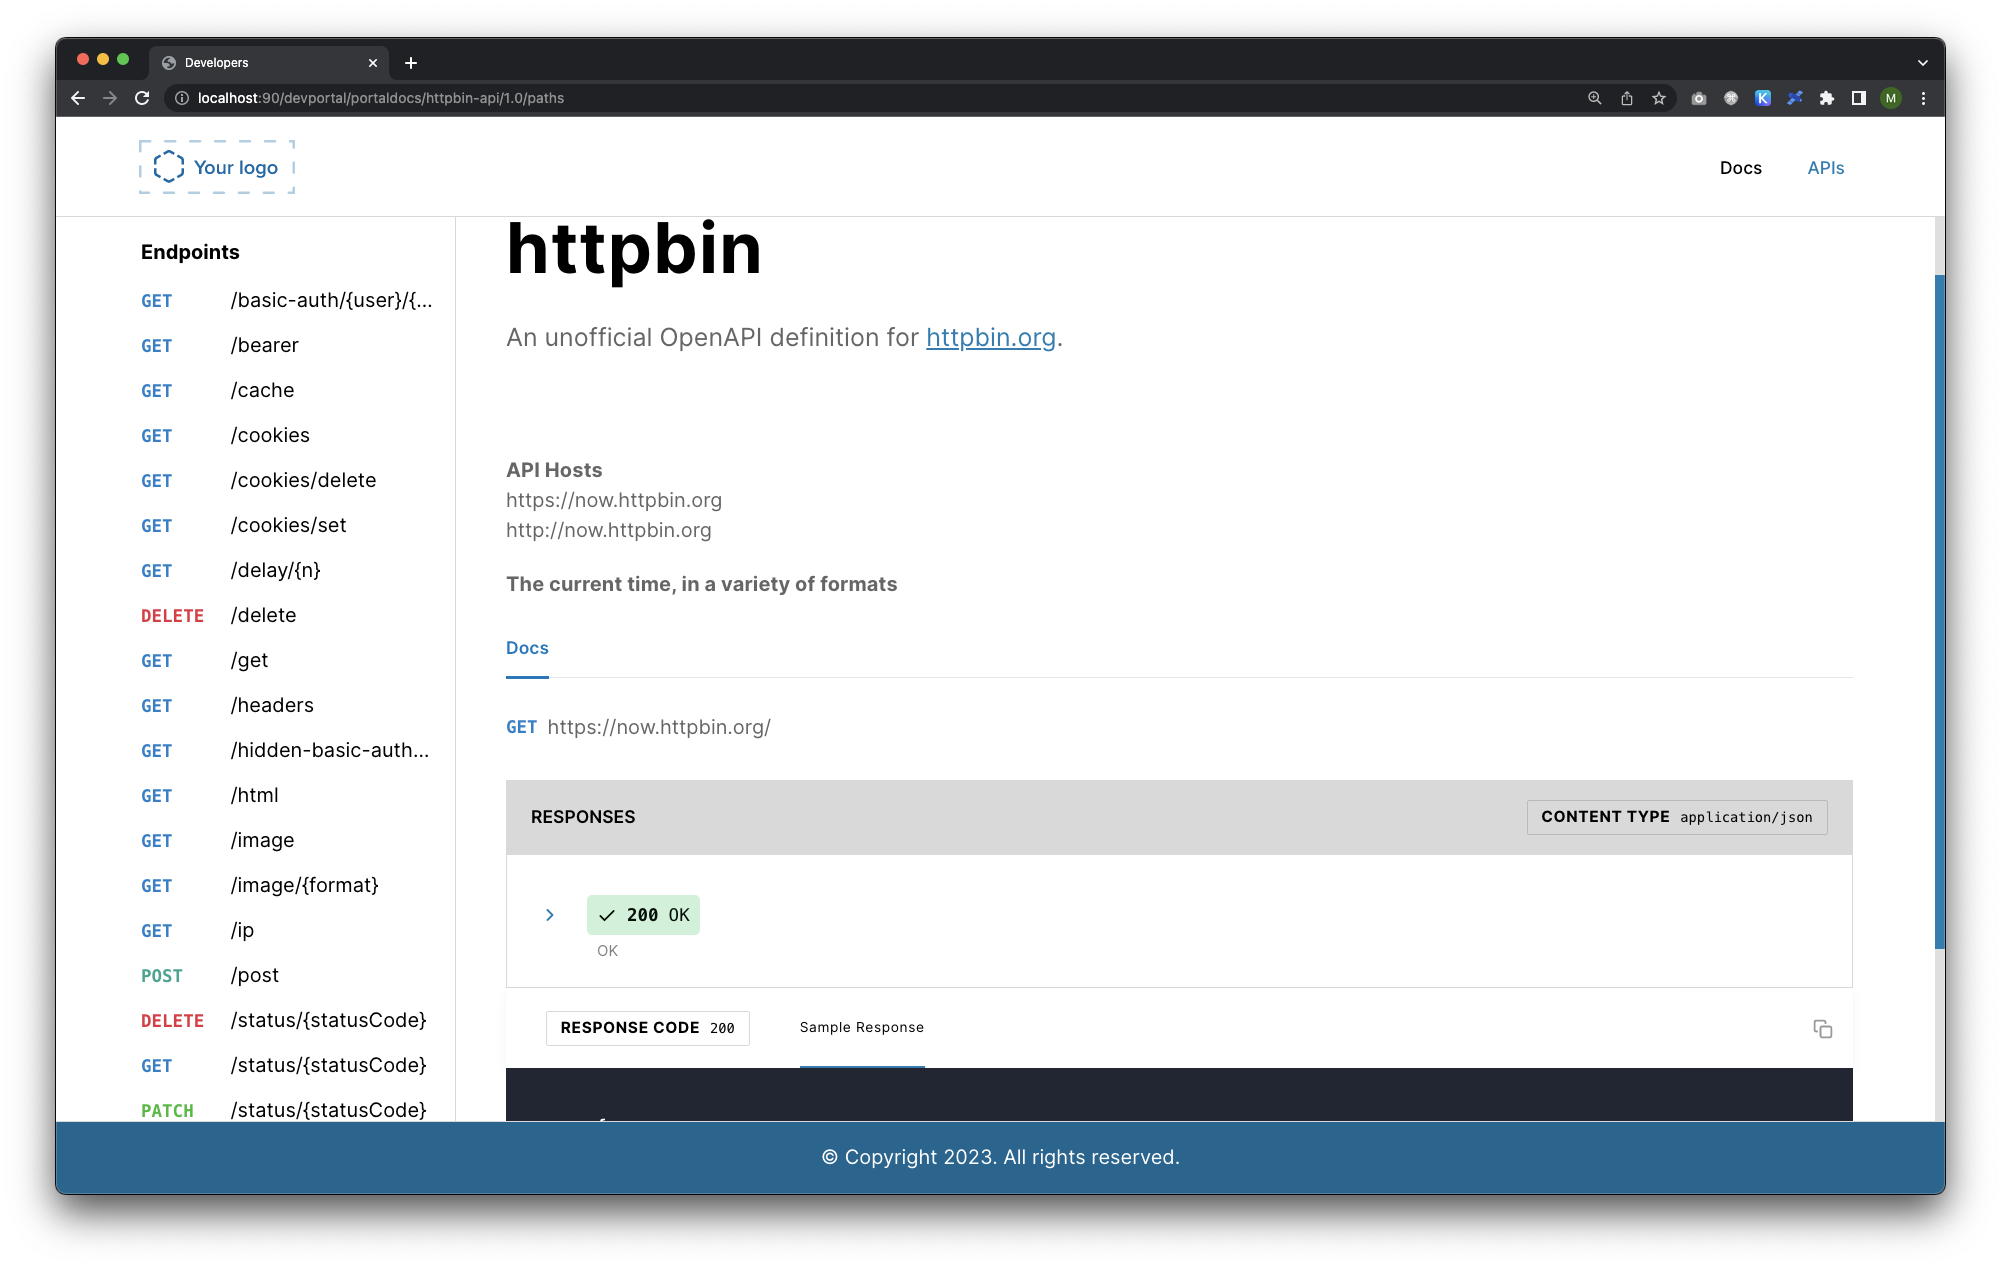 Developers
localhost:90/devportal/portaldocs/httpbin-api/1.0/paths
K
M
Your logo
Docs
APIs
Endpoints
GET /basic-auth/{user}/{...
GET /bearer
GET /cache
GET /cookies
GET /cookies/delete
GET /cookies/set
GET /delay/{n}
DELETE /delete
GET /get
GET /headers
GET /hidden-basic-auth...
GET /html
GET /image
GET /image/{format}
GET /ip
POST /post
DELETE /status/{statusCode}
GET /status/{statusCode}
PATCH /status/{statusCode}
httpbin
An unofficial OpenAPI definition for httpbin.org.
API Hosts
https://now.httpbin.org
http://now.httpbin.org
The current time, in a variety of formats
Docs
GET https://now.httpbin.org/
RESPONSES
CONTENT TYPE application/json
200 OK
OK
RESPONSE CODE 200
Sample Response
© Copyright 2023. All rights reserved.